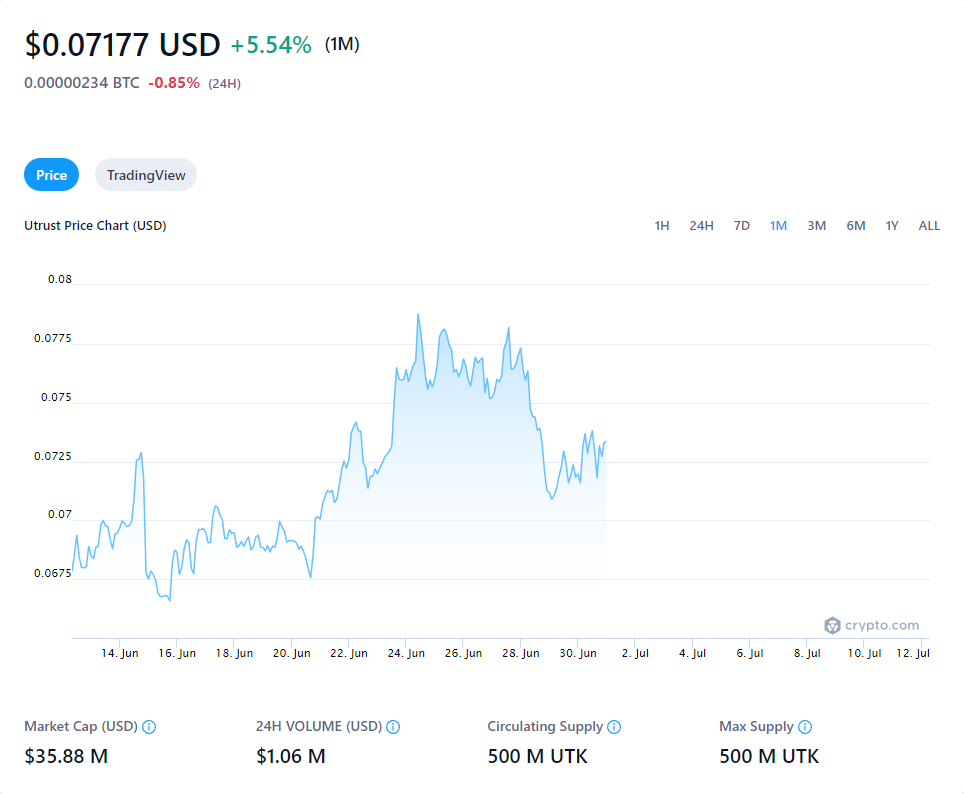 $0.07177 USD +5.54% (1M)
0.00000234 BTC -0.85% (24H)
Price TradingView
Utrust Price Chart (USD) 1H 24H 7D 1M 3M 6M 1Y ALL
0.08
0.0775
0.075
0.0725
0.07
0.0675
crypto.com
14. Jun 16. Jun 18. Jun 20. Jun 22. Jun 24. Jun 26. Jun 28. Jun 30. Jun 2. Jul 4. Jul 6. Jul 8. Jul 10. Jul 12. Jul
Market Cap (USD) 24H VOLUME (USD) Circulating Supply Max Supply
$35.88 M $1.06 M 500 M UTK 500 M UTK